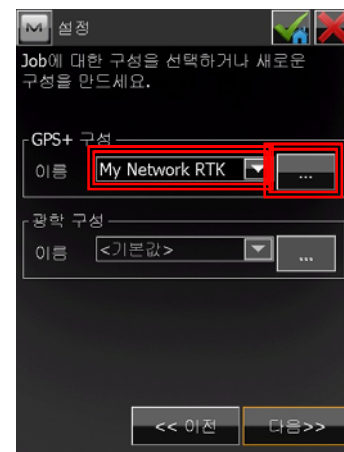 설정
Job에 대한 구성을 선택하거나 새로운
구성을 만드세요.
GPS+ 구성
이름 My Network RTK ...
광학 구성
이름 <기본값> ...
<< 이전 다음>>